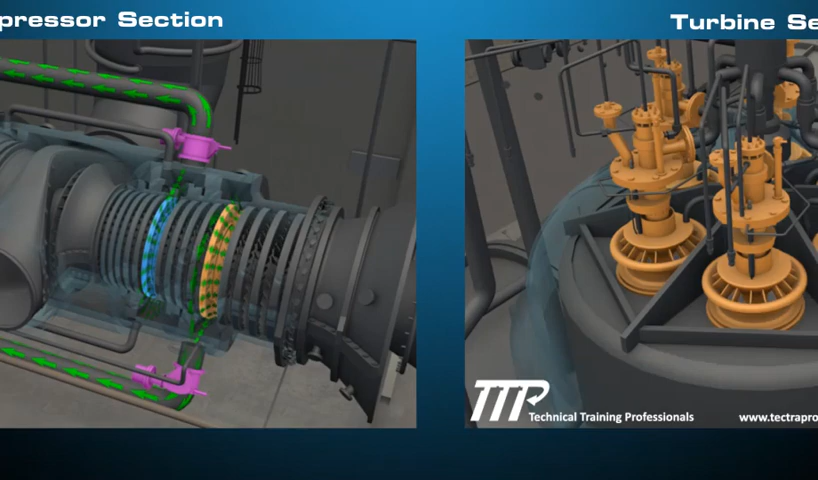 pressor Section
Turbine Se
TTP
Technical Training Professionals
www.tectrapro